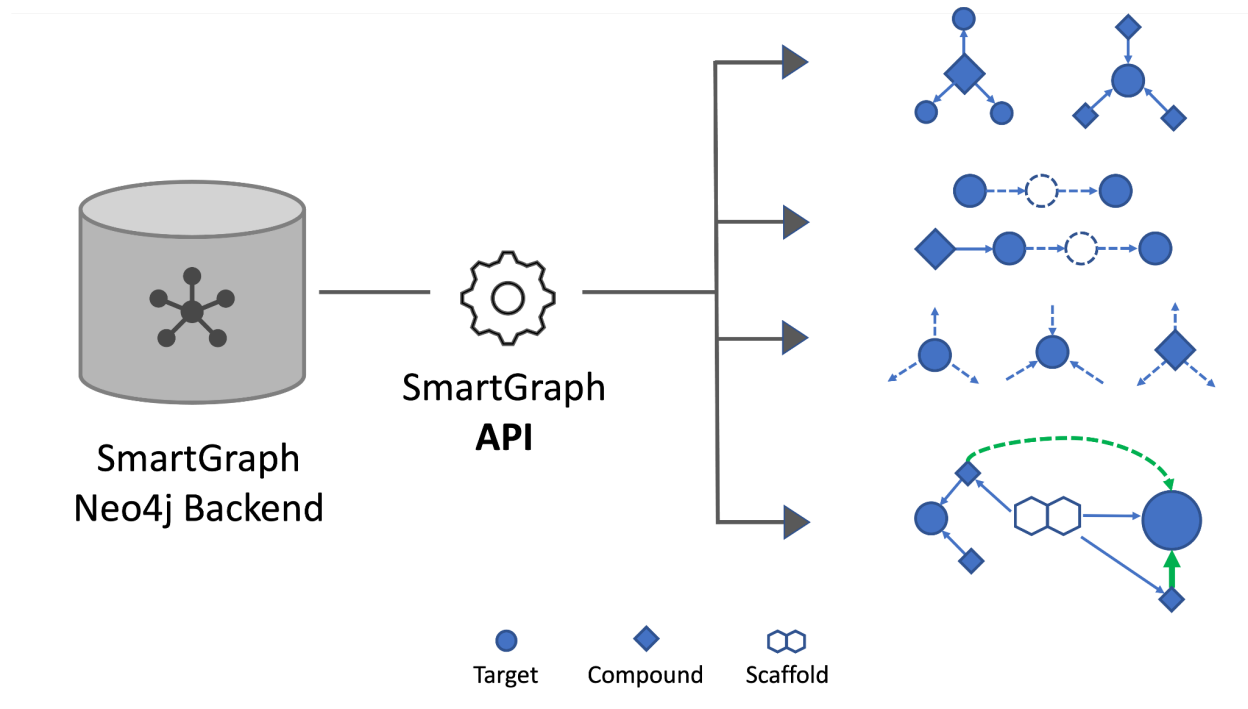 SmartGraph
Neo4j Backend
SmartGraph
API
Target
Compound
Scaffold